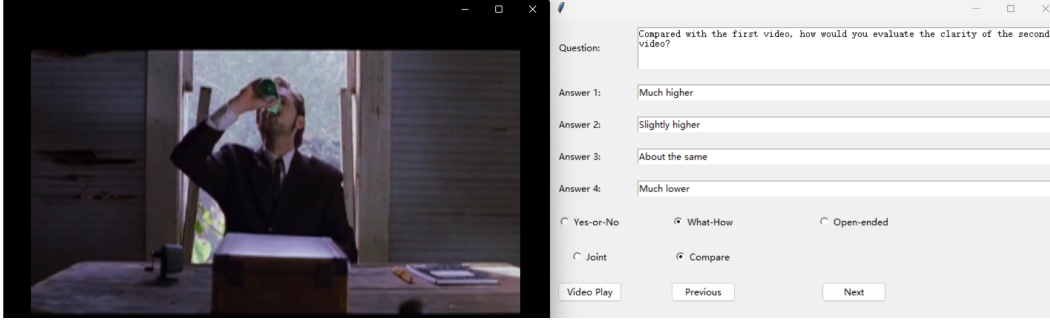 Question:
Compared with the first video, how would you evaluate the clarity of the second
video?
Answer 1:
Much higher
Answer 2:
Slightly higher
Answer 3:
About the same
Answer 4:
Much lower
Yes-or-No
What-How
Open-ended
Joint
Compare
Video Play
Previous
Next